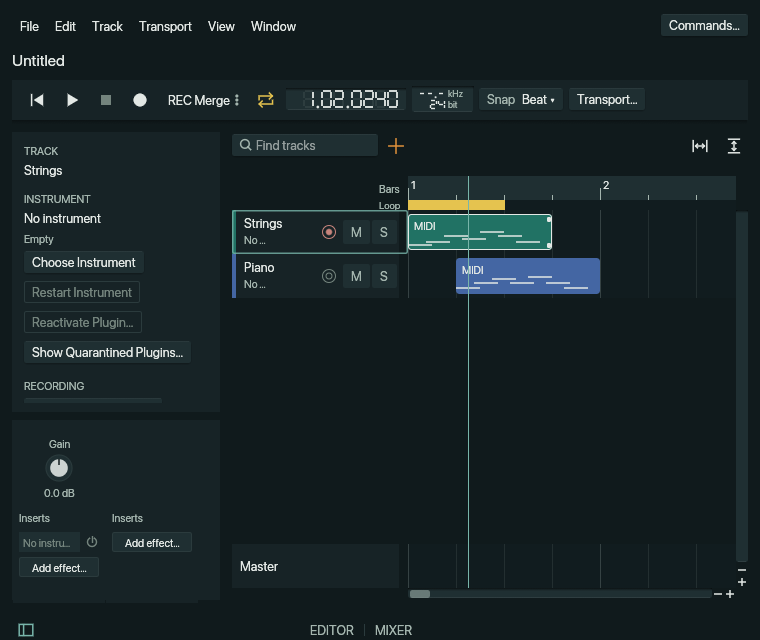 File Edit Track Transport View Window
Commands...
Untitled
REC Merge
1.02.0240
kHz
24 bit
Snap Beat
Transport...
TRACK
Strings
INSTRUMENT
No instrument
Empty
Choose Instrument
Restart Instrument
Reactivate Plugin...
Show Quarantined Plugins...
RECORDING
Gain
0.0 dB
Inserts
Inserts
No instru...
Add effect...
Add effect...
Find tracks
Bars
1
2
Loop
Strings
No ...
M
S
MIDI
Piano
No ...
M
S
MIDI
Master
EDITOR
MIXER